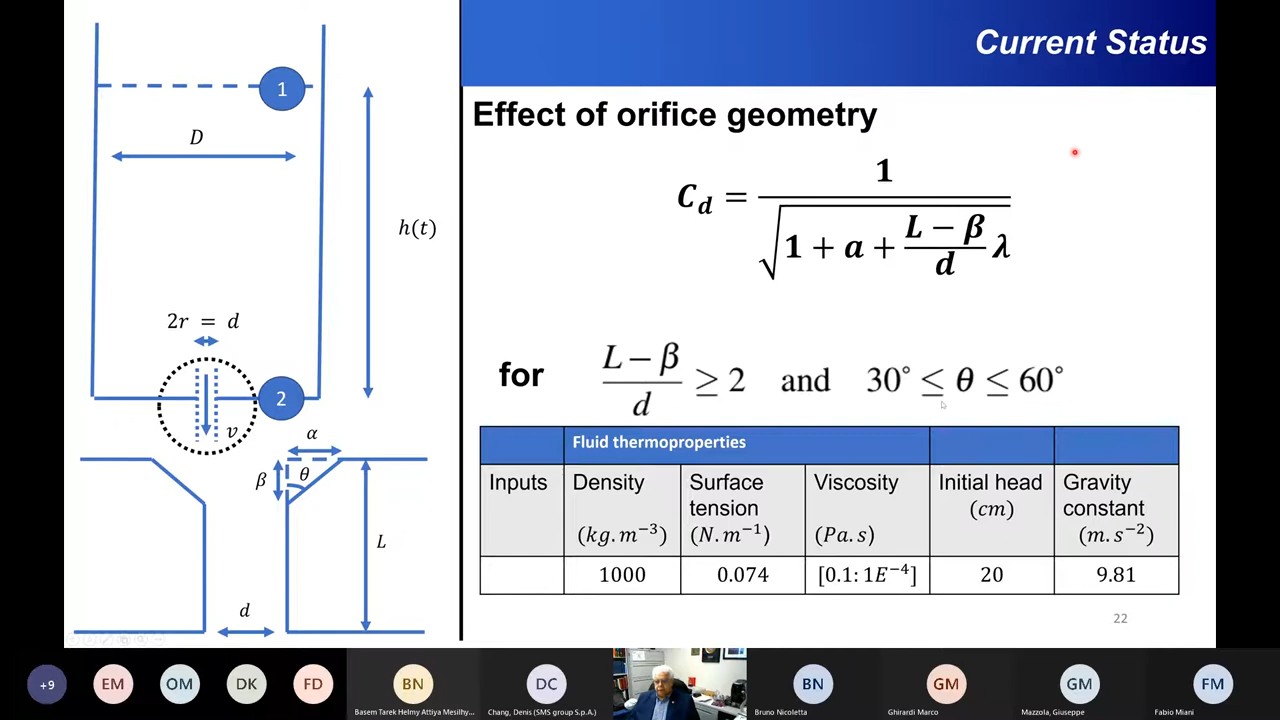 Current Status
1
D
h(t)
2r = d
2
v
α
β
θ
L
d
Effect of orifice geometry
C_d = 1 / √(1 + a + (L − β)/d λ)
for (L − β)/d ≥ 2 and 30° ≤ θ ≤ 60°
Fluid thermoproperties
Inputs
Density
(kg.m⁻³)
Surface
tension
(N.m⁻¹)
Viscosity
(Pa.s)
Initial head
(cm)
Gravity
constant
(m.s⁻²)
1000
0.074
[0.1: 1E⁻⁴]
20
9.81
22
+9
EM
OM
DK
FD
BN
Basem Tarek Helmy Attiya Mesilhy...
DC
Chang, Denis (SMS group S.p.A.)
BN
Bruno Nicoletta
GM
Ghirardi Marco
GM
Mazzola, Giuseppe
FM
Fabio Miani